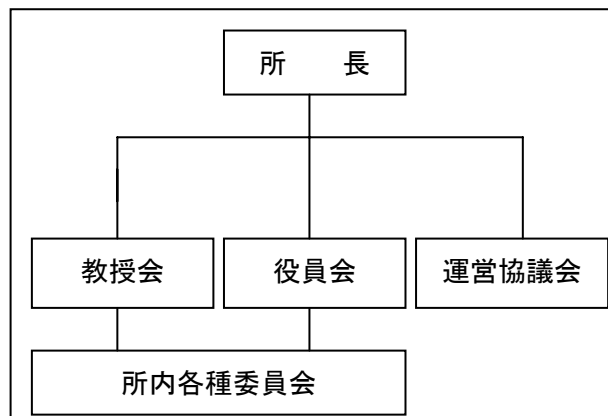 所　　長
教授会
役員会
運営協議会
所内各種委員会